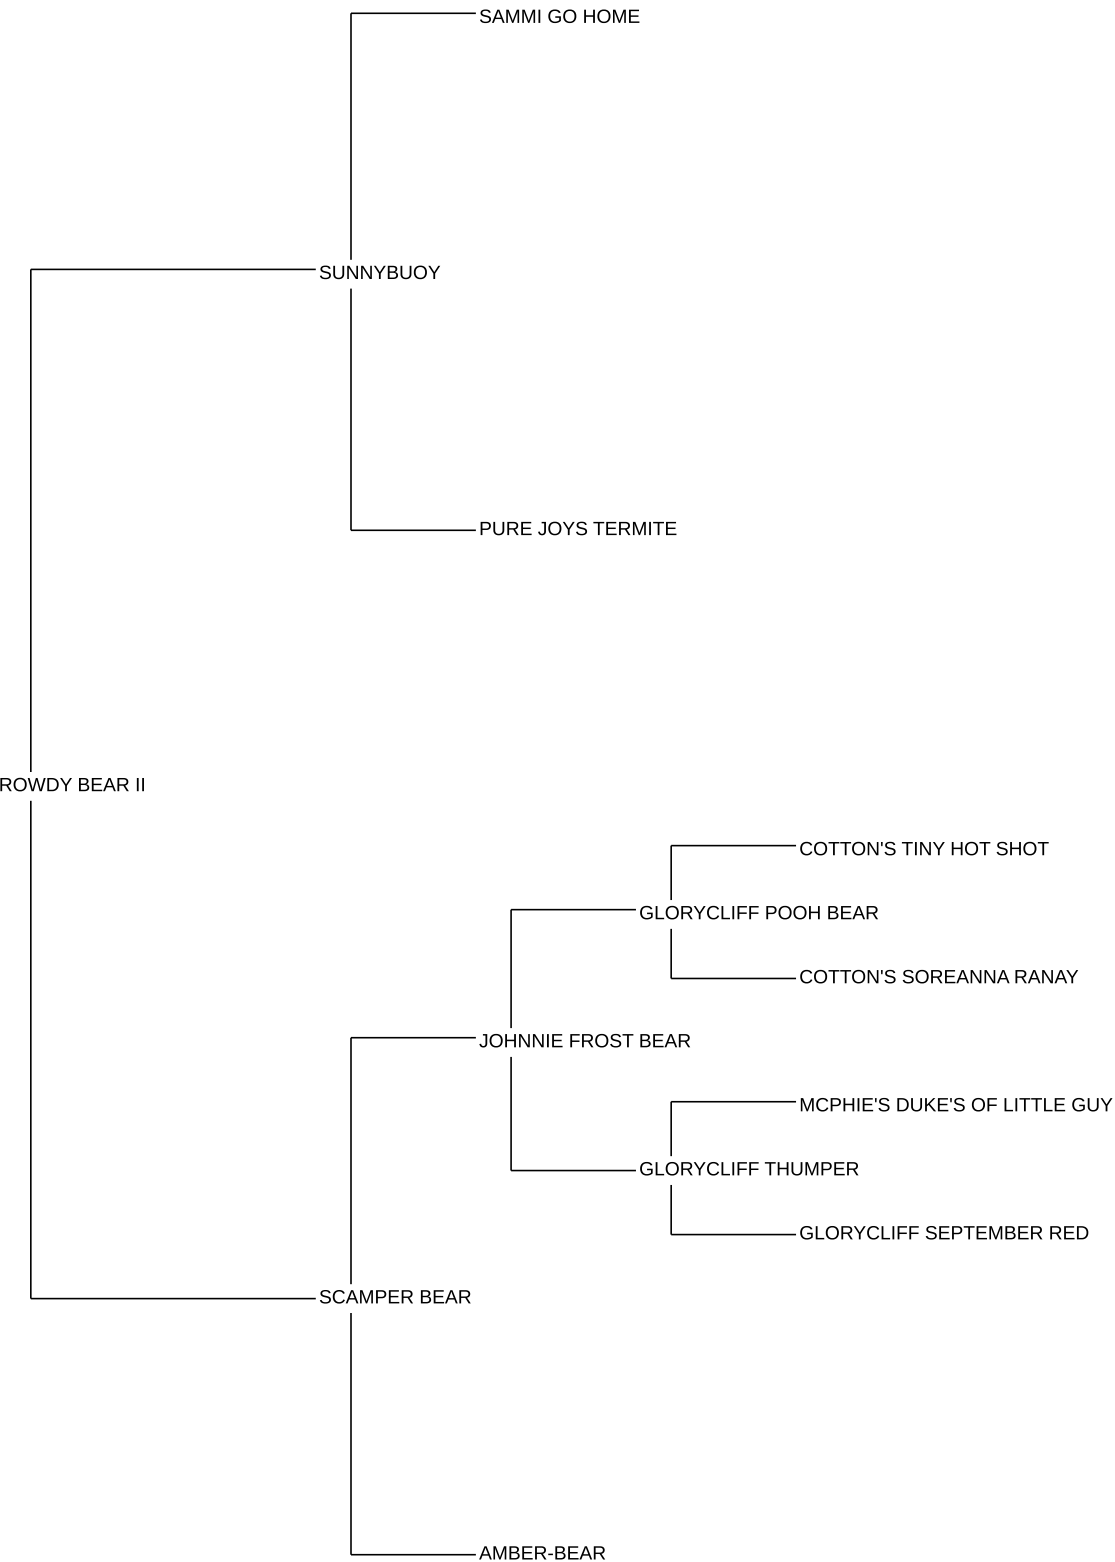 SAMMI GO HOME
SUNNYBUOY
PURE JOYS TERMITE
ROWDY BEAR II
COTTON'S TINY HOT SHOT
GLORYCLIFF POOH BEAR
COTTON'S SOREANNA RANAY
JOHNNIE FROST BEAR
MCPHIE'S DUKE'S OF LITTLE GUY
GLORYCLIFF THUMPER
GLORYCLIFF SEPTEMBER RED
SCAMPER BEAR
AMBER-BEAR